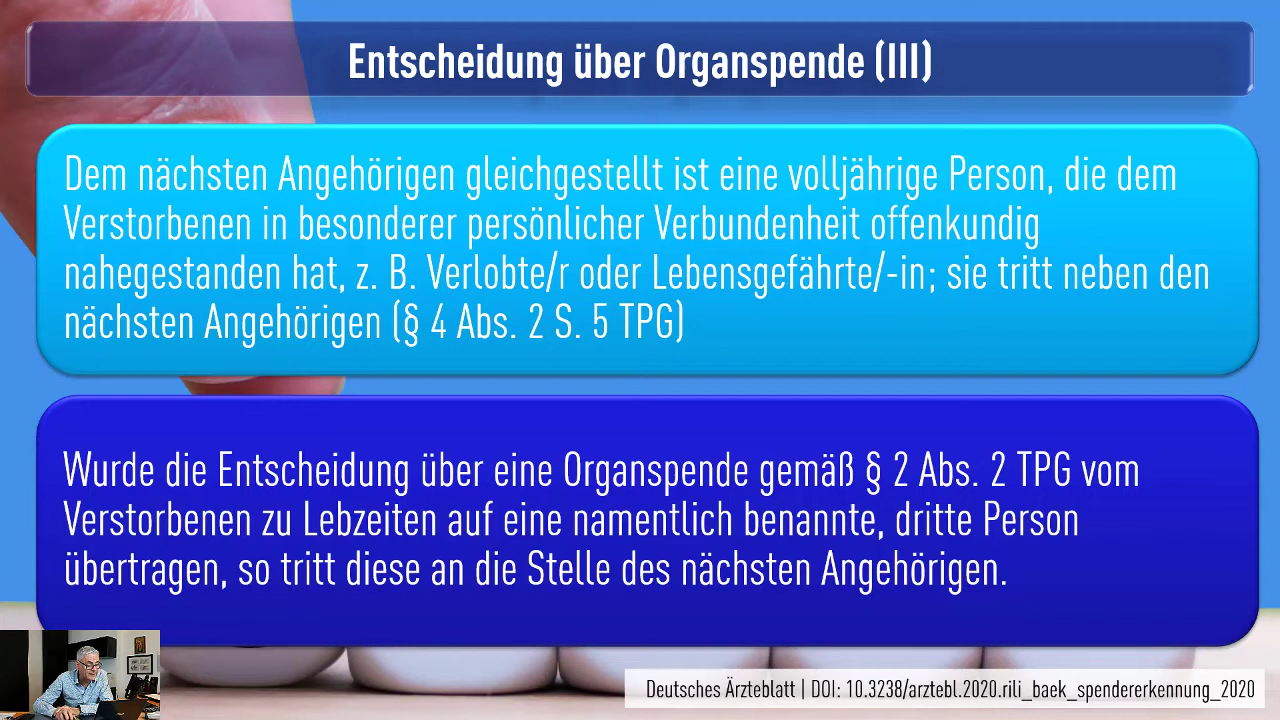 Entscheidung über Organspende (III)
Dem nächsten Angehörigen gleichgestellt ist eine volljährige Person, die dem
Verstorbenen in besonderer persönlicher Verbundenheit offenkundig
nahegestanden hat, z. B. Verlobte/r oder Lebensgefährte/-in; sie tritt neben den
nächsten Angehörigen (§ 4 Abs. 2 S. 5 TPG)
Wurde die Entscheidung über eine Organspende gemäß § 2 Abs. 2 TPG vom
Verstorbenen zu Lebzeiten auf eine namentlich benannte, dritte Person
übertragen, so tritt diese an die Stelle des nächsten Angehörigen.
Deutsches Ärzteblatt | DOI: 10.3238/arztebl.2020.rili_baek_spendererkennung_2020